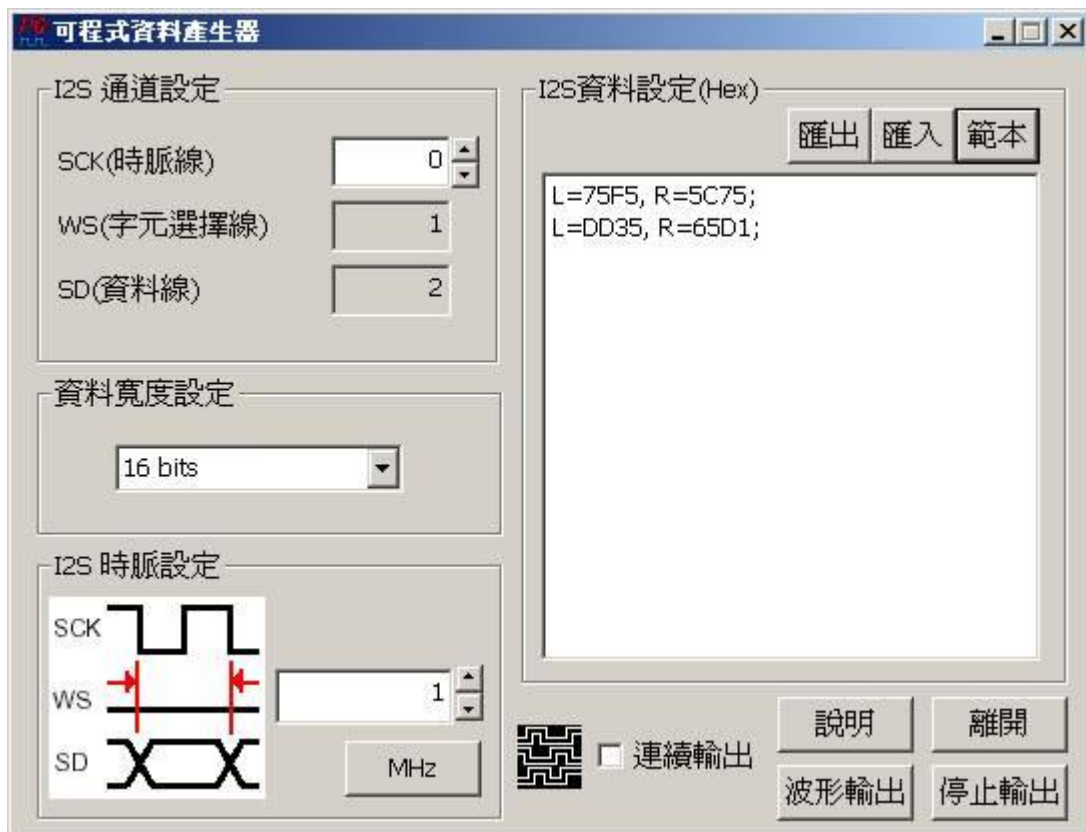 可程式資料產生器
I2S 通道設定
SCK(時脈線)
0
WS(字元選擇線)
1
SD(資料線)
2
資料寬度設定
16 bits
I2S 時脈設定
SCK
WS
SD
1
MHz
I2S資料設定(Hex)
匯出 匯入 範本
L=75F5, R=5C75;
L=DD35, R=65D1;
連續輸出
說明 離開
波形輸出 停止輸出